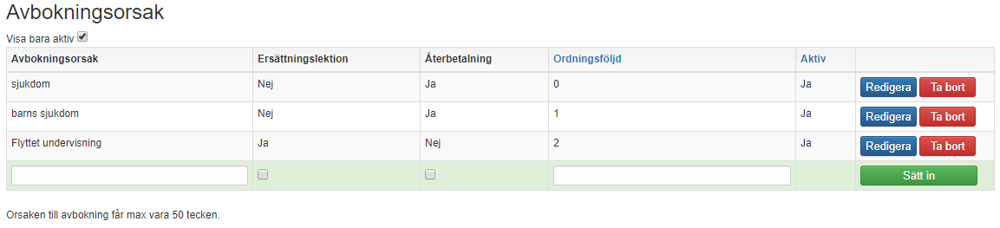 Avbokningsorsak
Visa bara aktiv
Avbokningsorsak Ersättningslektion Återbetalning Ordningsföljd Aktiv
sjukdom Nej Ja 0 Ja Redigera Ta bort
barns sjukdom Nej Ja 1 Ja Redigera Ta bort
Flyttet undervisning Ja Nej 2 Ja Redigera Ta bort
Sätt in
Orsaken till avbokning får max vara 50 tecken.